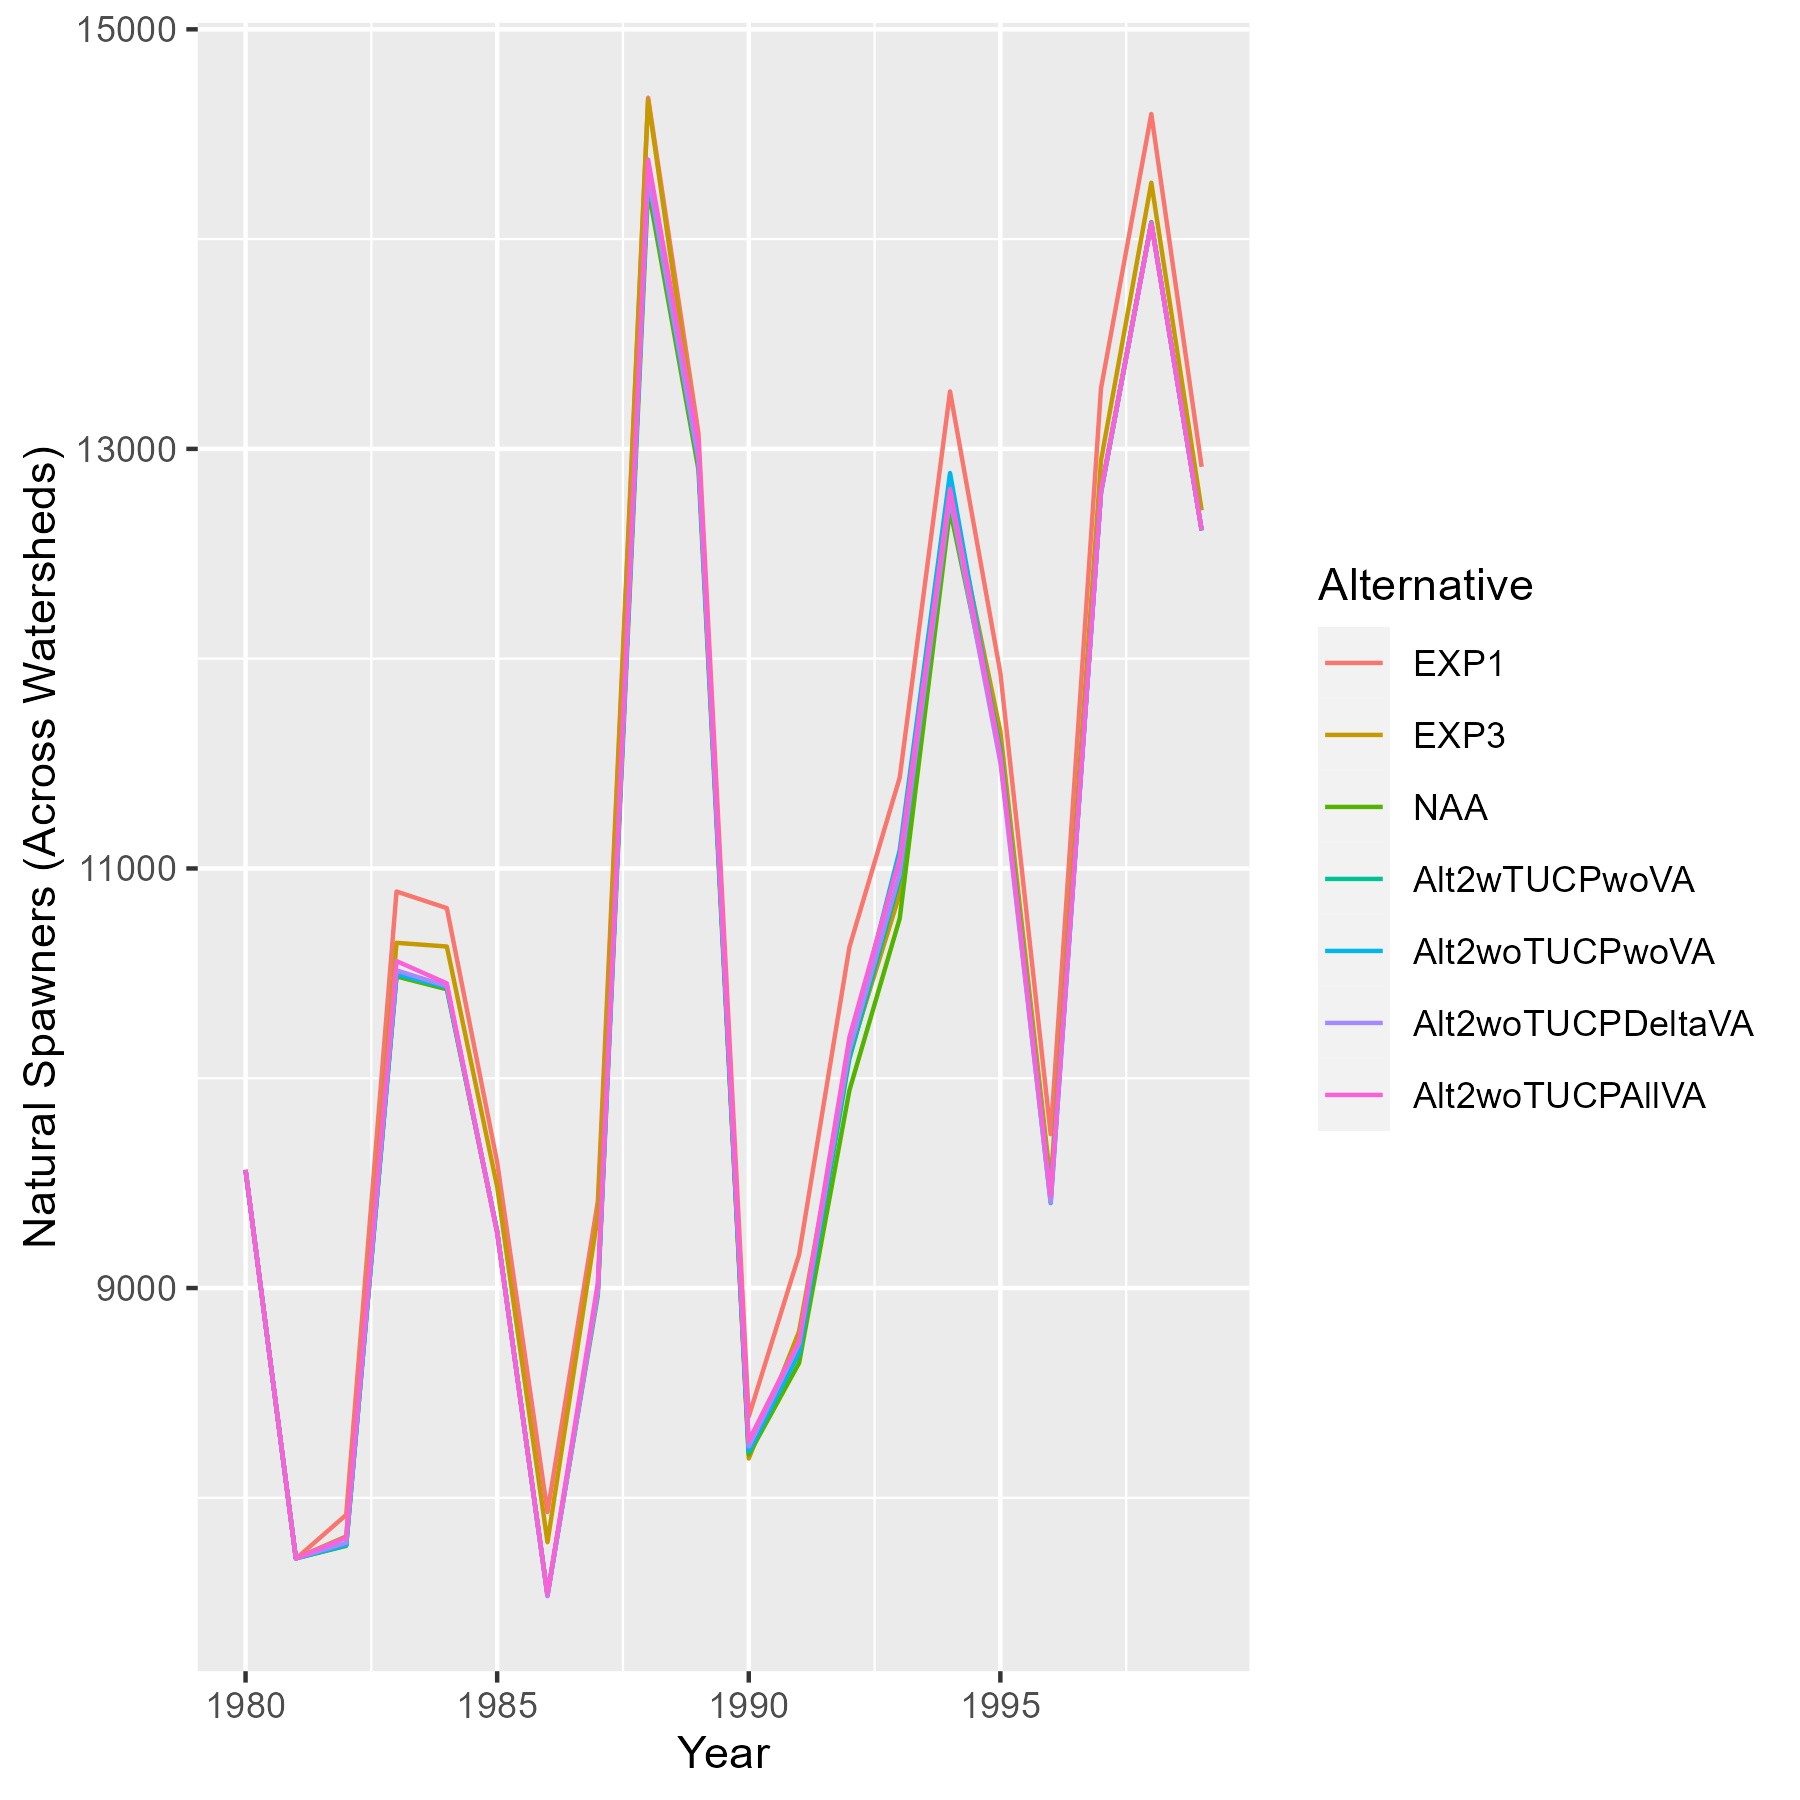 15000
13000
11000
9000
Natural Spawners (Across Watersheds)
1980
1985
1990
1995
Year
Alternative
EXP1
EXP3
NAA
Alt2wTUCPwoVA
Alt2woTUCPwoVA
Alt2woTUCPDeltaVA
Alt2woTUCPAllVA